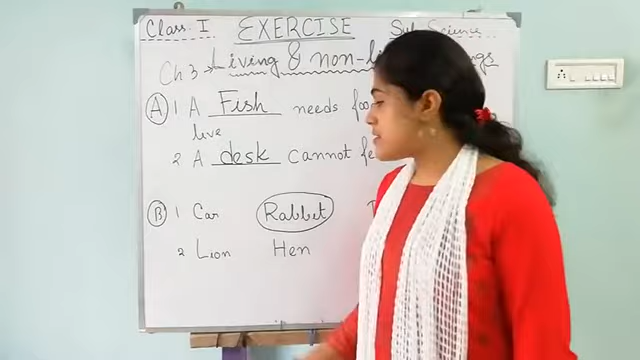 Class. I EXERCISE Sub- Science
Ch 3 → Living & non-li
A 1 A Fish needs foo
live
2 A desk cannot fe
B 1 Car Rabbit
2 Lion Hen